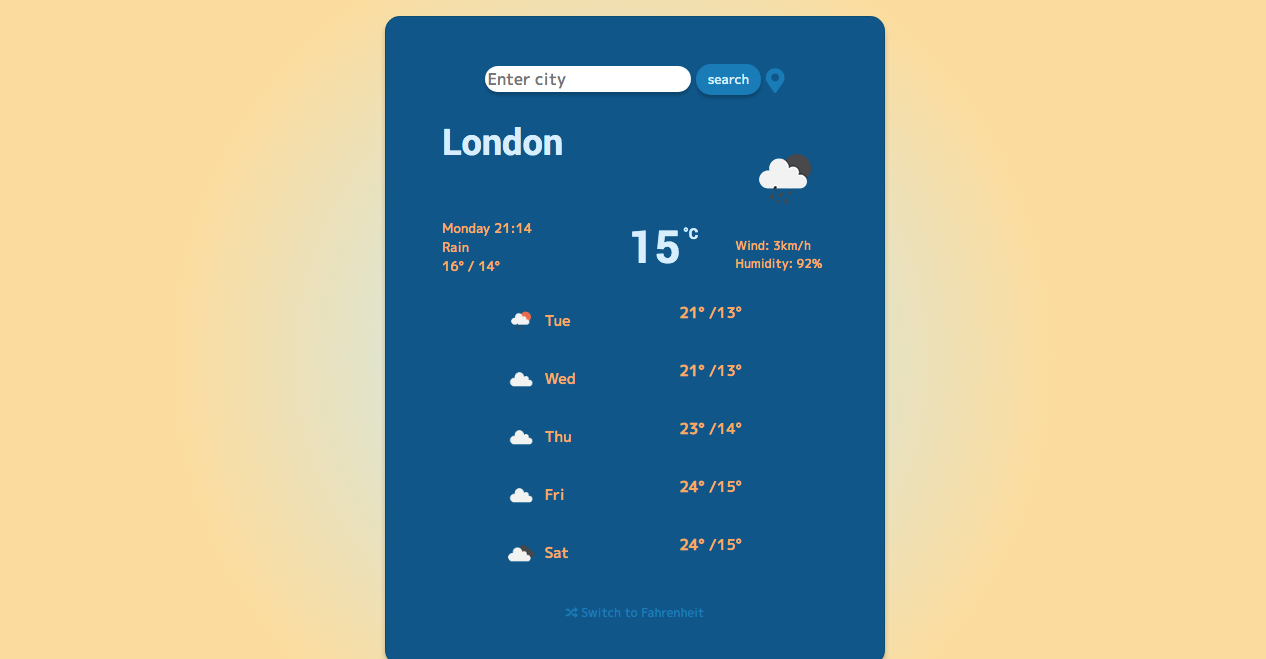 Enter city
search
London
Monday 21:14
Rain
16° / 14°
15 °C
Wind: 3km/h
Humidity: 92%
Tue 21° /13°
Wed 21° /13°
Thu 23° /14°
Fri 24° /15°
Sat 24° /15°
Switch to Fahrenheit